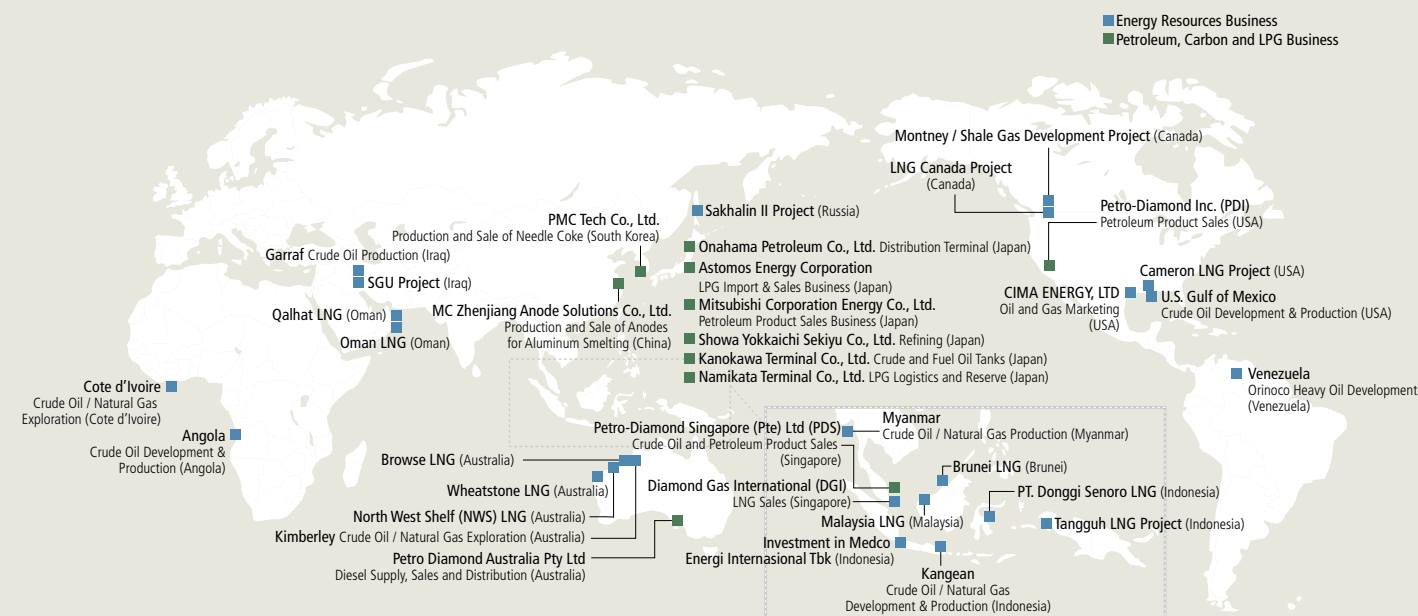 Energy Resources Business
Petroleum, Carbon and LPG Business
Montney / Shale Gas Development Project (Canada)
LNG Canada Project
(Canada)
Petro-Diamond Inc. (PDI)
Petroleum Product Sales (USA)
Cameron LNG Project (USA)
CIMA ENERGY, LTD
Oil and Gas Marketing
(USA)
U.S. Gulf of Mexico
Crude Oil Development & Production (USA)
Venezuela
Orinoco Heavy Oil Development
(Venezuela)
Sakhalin II Project (Russia)
PMC Tech Co., Ltd.
Production and Sale of Needle Coke (South Korea)
Onahama Petroleum Co., Ltd. Distribution Terminal (Japan)
Astomos Energy Corporation
LPG Import & Sales Business (Japan)
Mitsubishi Corporation Energy Co., Ltd.
Petroleum Product Sales Business (Japan)
Showa Yokkaichi Sekiyu Co., Ltd. Refining (Japan)
Kanokawa Terminal Co., Ltd. Crude and Fuel Oil Tanks (Japan)
Namikata Terminal Co., Ltd. LPG Logistics and Reserve (Japan)
Garraf Crude Oil Production (Iraq)
SGU Project (Iraq)
Qalhat LNG (Oman)
Oman LNG (Oman)
MC Zhenjiang Anode Solutions Co., Ltd.
Production and Sale of Anodes
for Aluminum Smelting (China)
Cote d'Ivoire
Crude Oil / Natural Gas
Exploration (Cote d'Ivoire)
Angola
Crude Oil Development &
Production (Angola)
Browse LNG (Australia)
Wheatstone LNG (Australia)
North West Shelf (NWS) LNG (Australia)
Kimberley Crude Oil / Natural Gas Exploration (Australia)
Petro Diamond Australia Pty Ltd
Diesel Supply, Sales and Distribution (Australia)
Petro-Diamond Singapore (Pte) Ltd (PDS)
Crude Oil and Petroleum Product Sales
(Singapore)
Diamond Gas International (DGI)
LNG Sales (Singapore)
Myanmar
Crude Oil / Natural Gas Production (Myanmar)
Brunei LNG (Brunei)
PT. Donggi Senoro LNG (Indonesia)
Malaysia LNG (Malaysia)
Tangguh LNG Project (Indonesia)
Investment in Medco
Energi Internasional Tbk (Indonesia)
Kangean
Crude Oil / Natural Gas
Development & Production (Indonesia)